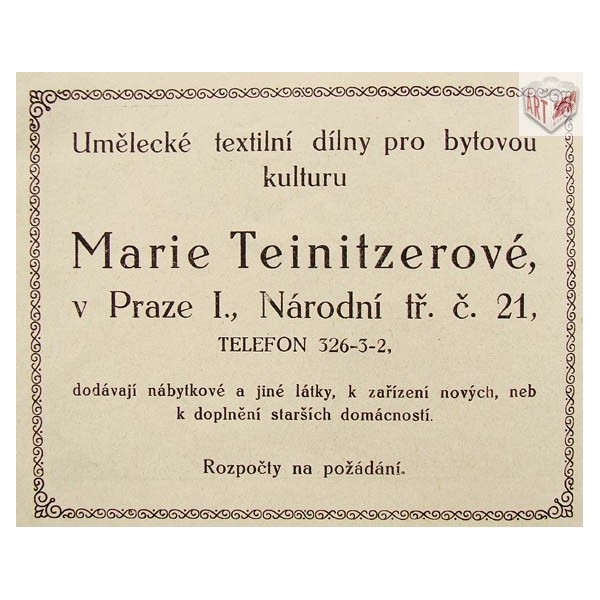 ART
Umělecké textilní dílny pro bytovou
kulturu
Marie Teinitzerové,
v Praze I., Národní tř. č. 21,
TELEFON 326-3-2,
dodávají nábytkové a jiné látky, k zařízení nových, neb
k doplnění starších domácností.
Rozpočty na požádání.